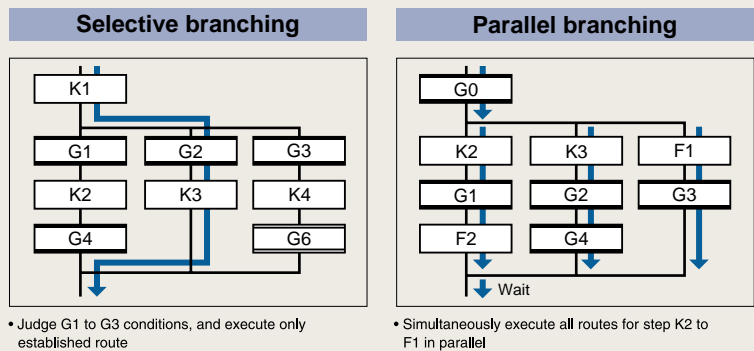 Selective branching
K1
G1 G2 G3
K2 K3 K4
G4 G6
• Judge G1 to G3 conditions, and execute only
established route
Parallel branching
G0
K2 K3 F1
G1 G2 G3
F2 G4
Wait
• Simultaneously execute all routes for step K2 to
F1 in parallel